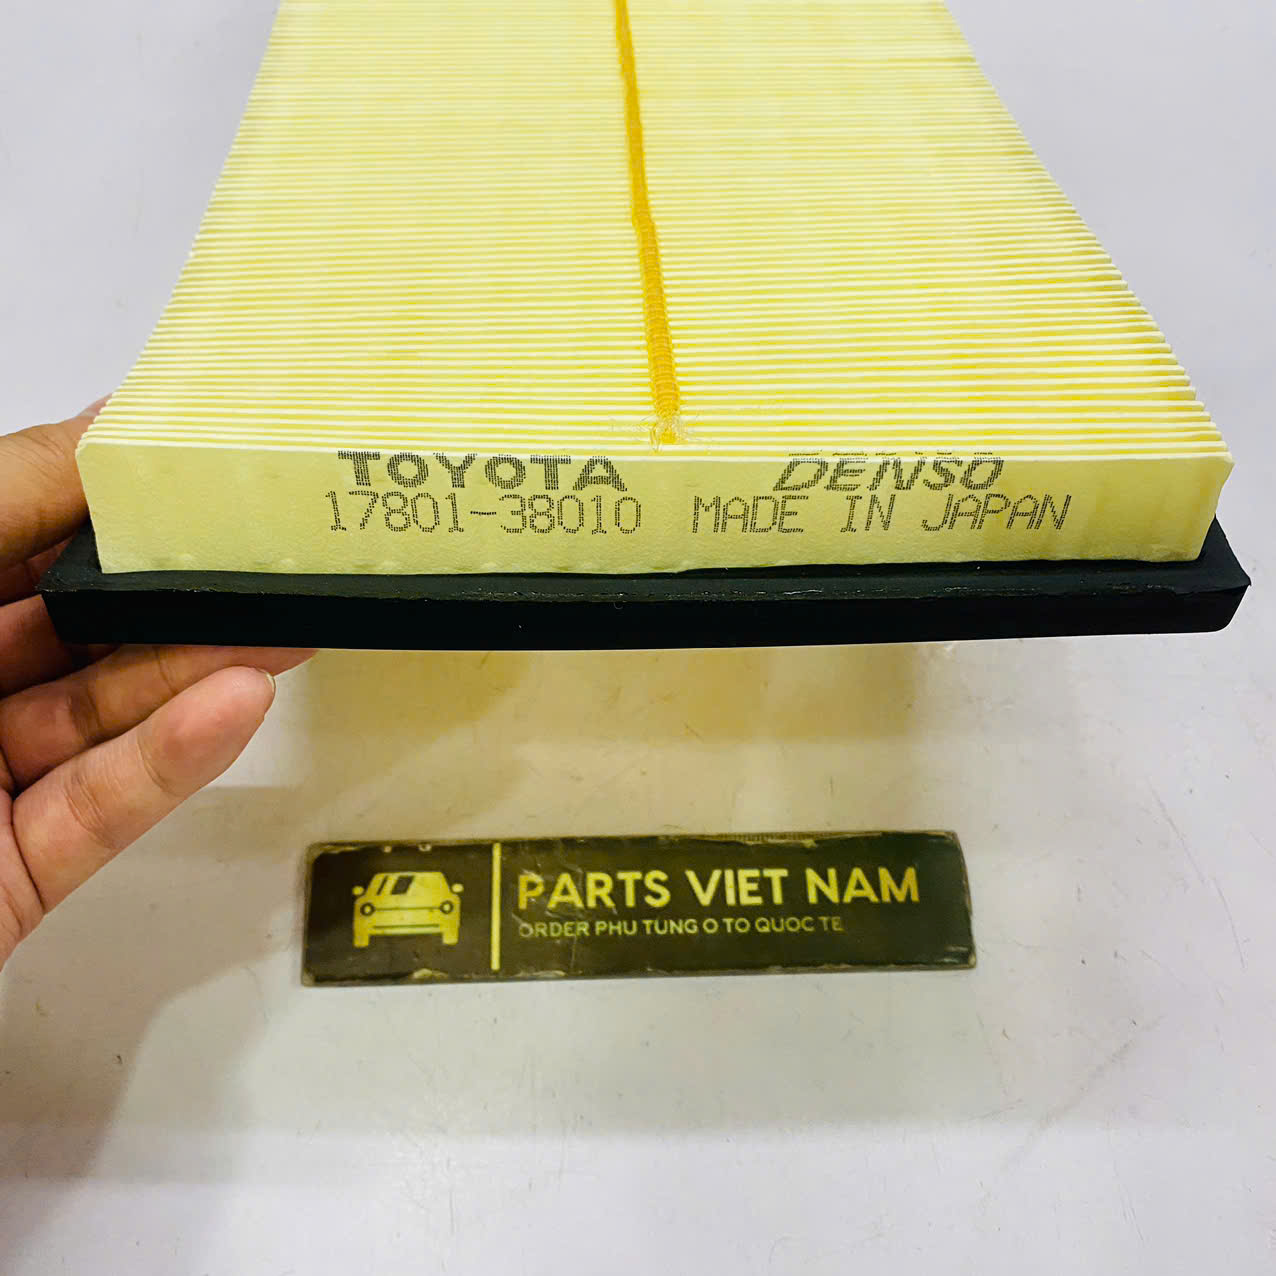 TOYOTA DENSO
17801-38010 MADE IN JAPAN
PARTS VIET NAM
ORDER PHU TUNG O TO QUOC TE